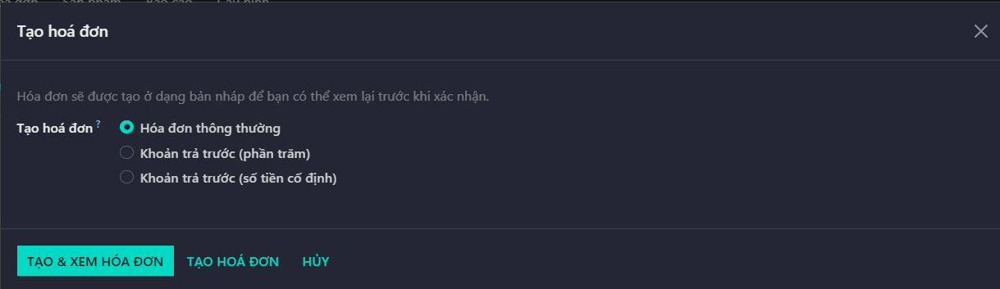 Tạo hoá đơn
Hóa đơn sẽ được tạo ở dạng bản nháp để bạn có thể xem lại trước khi xác nhận.
Tạo hoá đơn ? Hóa đơn thông thường
Khoản trả trước (phần trăm)
Khoản trả trước (số tiền cố định)
TẠO & XEM HÓA ĐƠN TẠO HOÁ ĐƠN HỦY